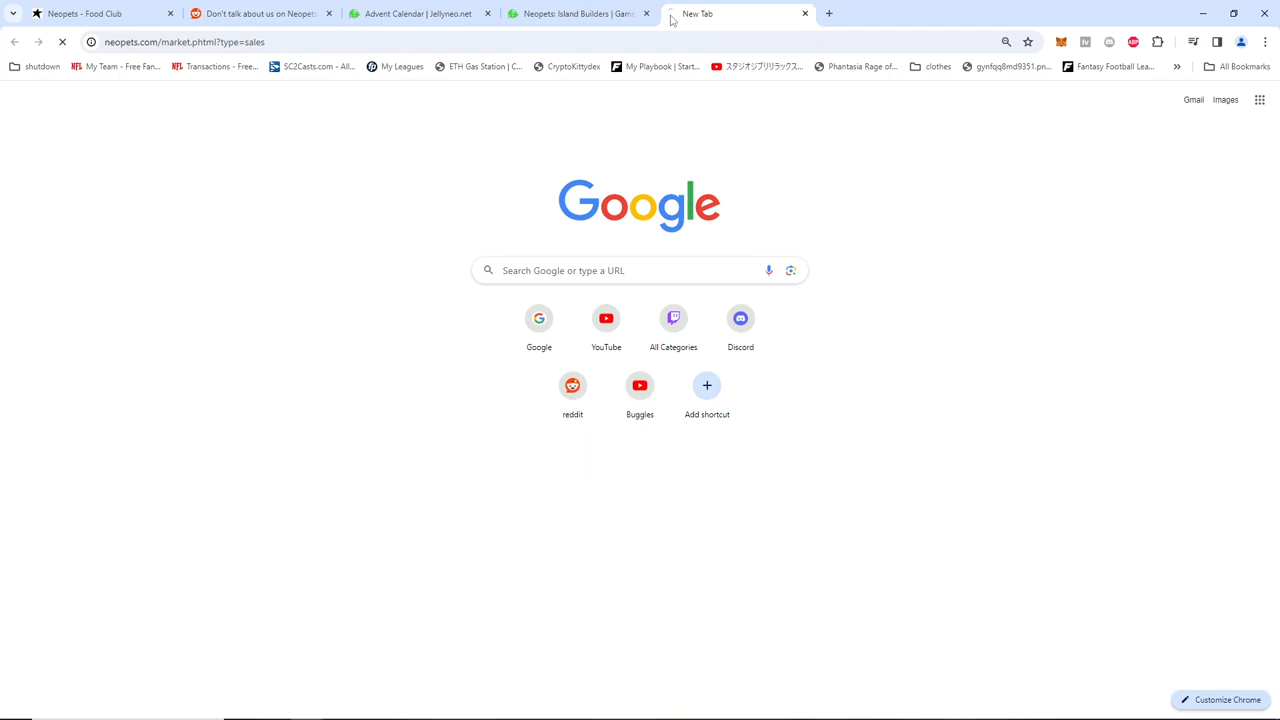 Neopets - Food Club
Don't talk about us on Neopets
Advent Calendar | Jellyneo.net
Neopets: Island Builders | Game
New Tab
neopets.com/market.phtml?type=sales
shutdown
NFL My Team - Free Fan...
NFL Transactions - Free...
SC2Casts.com - All...
My Leagues
ETH Gas Station | C...
CryptoKittydex
My Playbook | Start...
スタジオジブリリラックス...
Phantasia Rage of...
clothes
gynfqq8md9351.pn...
Fantasy Football Lea...
»
All Bookmarks
Gmail Images
Google
Search Google or type a URL
Google YouTube All Categories Discord
reddit Buggles Add shortcut
Customize Chrome